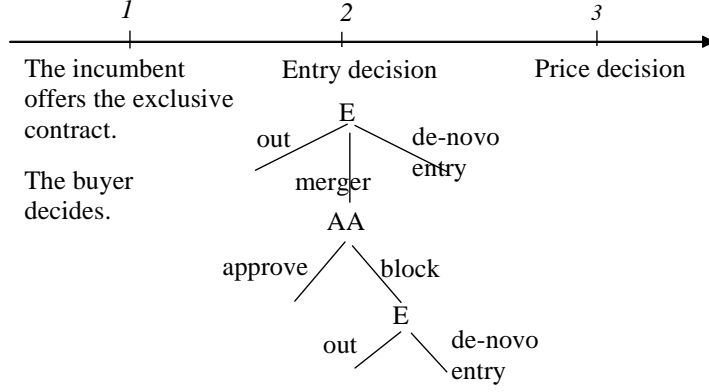 1 2 3
The incumbent
offers the exclusive
contract.
The buyer
decides.
Entry decision
Price decision
E
out
de-novo
entry
merger
AA
approve
block
E
out
de-novo
entry